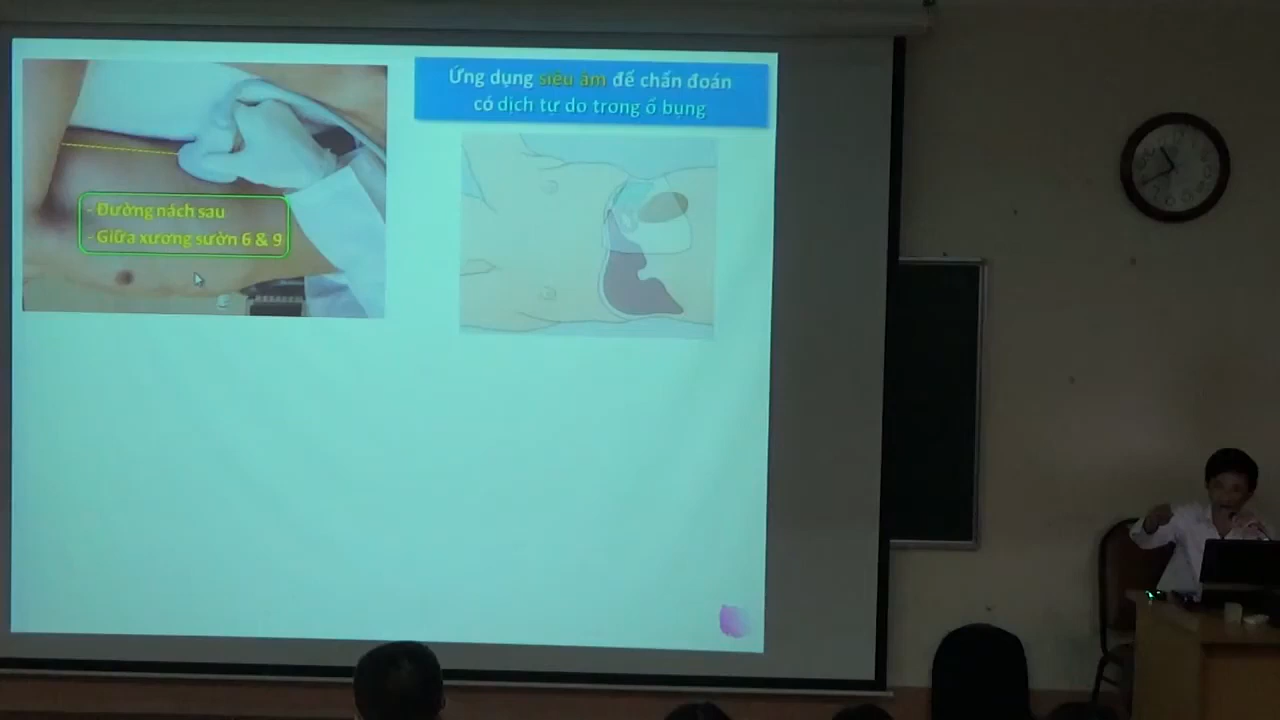 Ứng dụng siêu âm để chẩn đoán
có dịch tự do trong ổ bụng
- Đường nách sau
- Giữa xương sườn 6 & 9